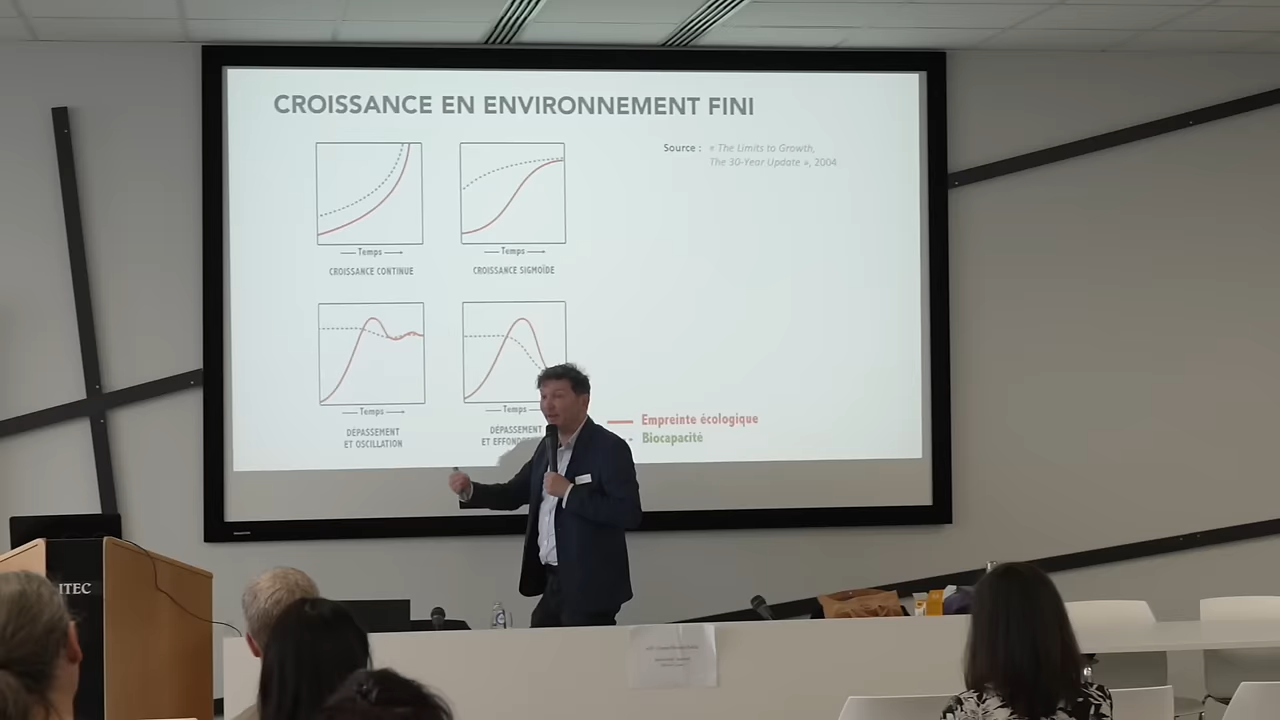 CROISSANCE EN ENVIRONNEMENT FINI
Source : « The Limits to Growth,
The 30-Year Update », 2004
Temps
CROISSANCE CONTINUE
Temps
CROISSANCE SIGMOÏDE
Temps
DÉPASSEMENT
ET OSCILLATION
Temps
DÉPASSEMENT
ET
Empreinte écologique
Biocapacité
ITEC